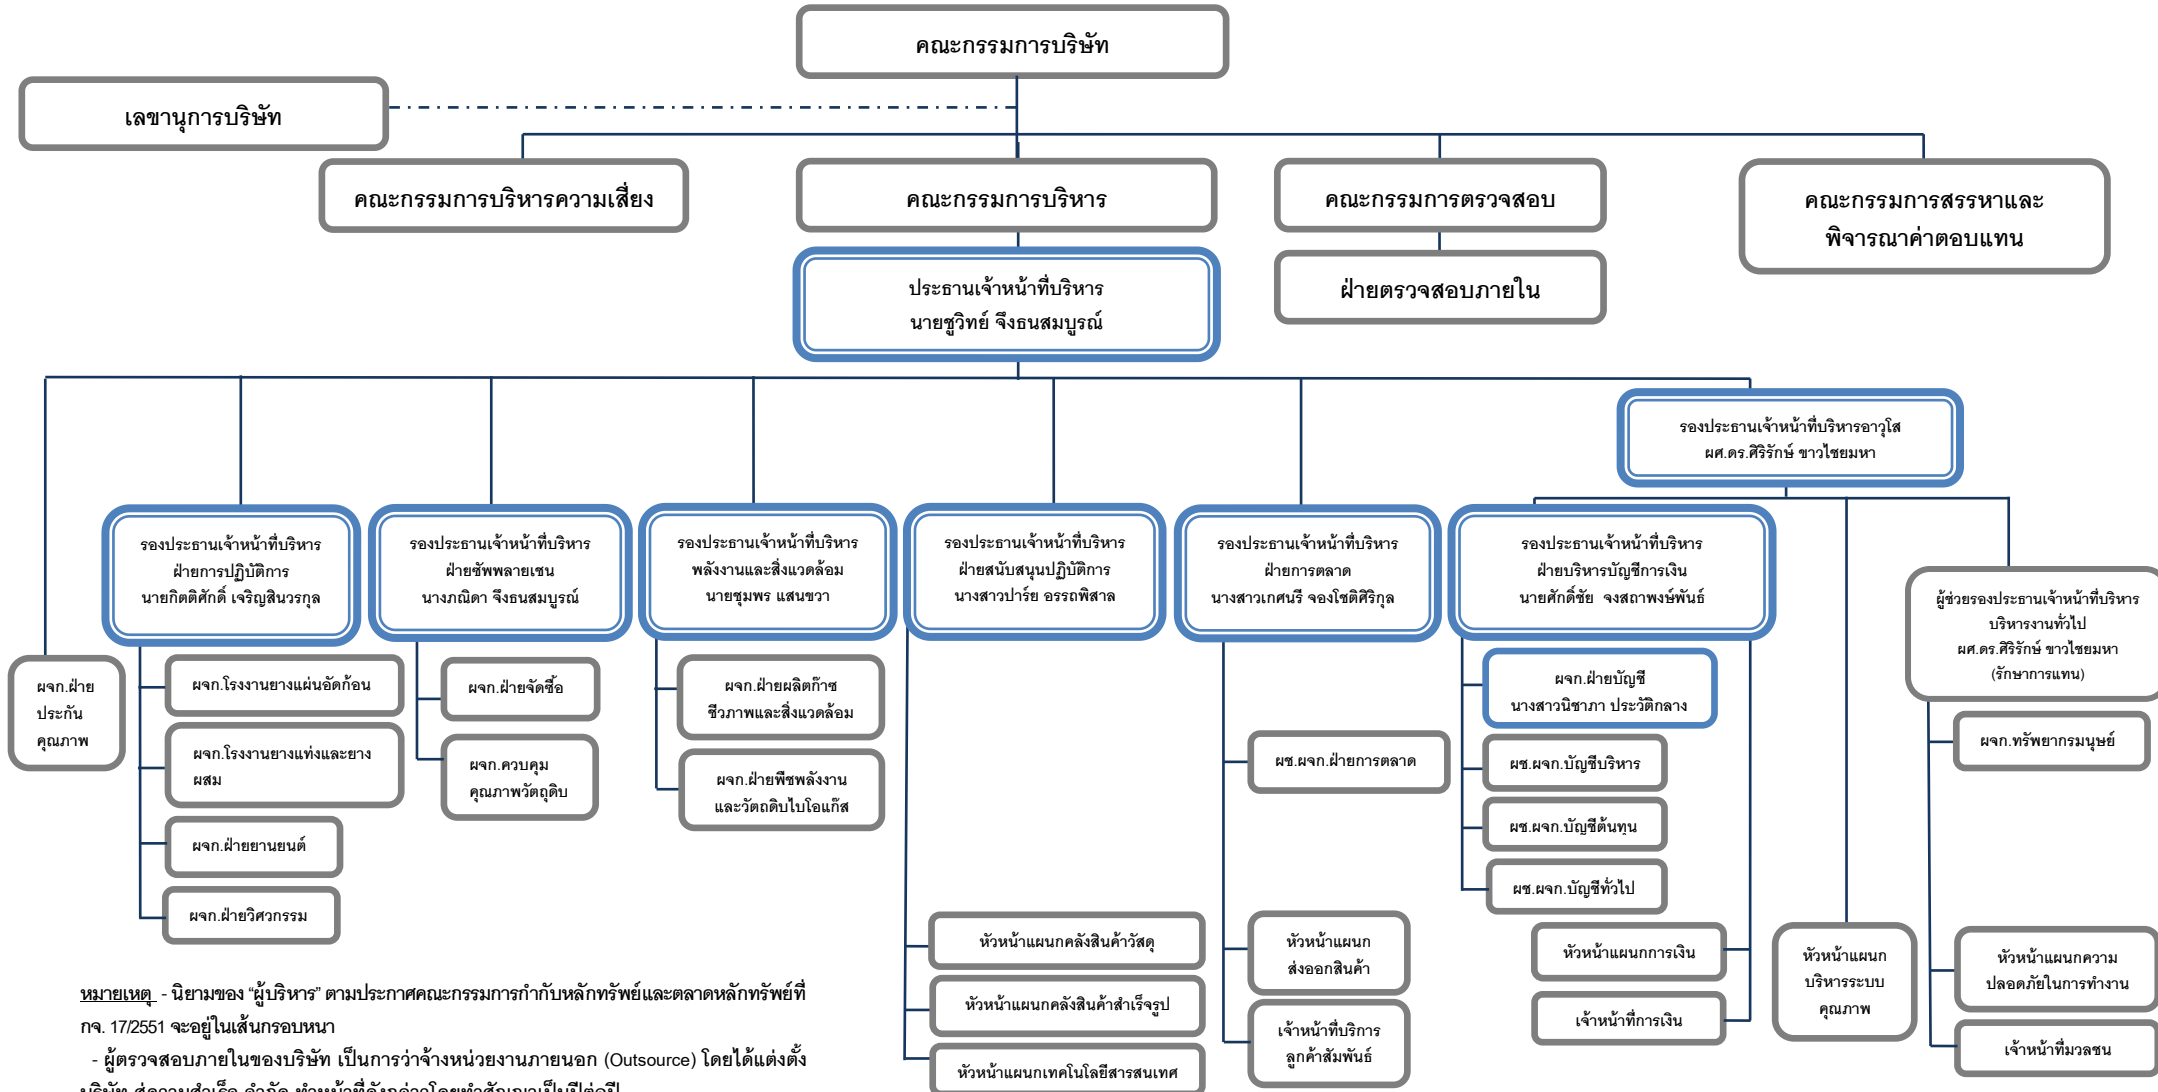 คณะกรรมการบริษัท
เลขานุการบริษัท
คณะกรรมการบริหารความเสี่ยง
คณะกรรมการบริหาร
คณะกรรมการตรวจสอบ
คณะกรรมการสรรหาและ
พิจารณาค่าตอบแทน
ประธานเจ้าหน้าที่บริหาร
นายชูวิทย์ จึงธนสมบูรณ์
ฝ่ายตรวจสอบภายใน
รองประธานเจ้าหน้าที่บริหารอาวุโส
ผศ.ดร.ศิริรักษ์ ขาวไชยมหา
รองประธานเจ้าหน้าที่บริหาร
ฝ่ายการปฏิบัติการ
นายกิตติศักดิ์ เจริญสินวรกุล
รองประธานเจ้าหน้าที่บริหาร
ฝ่ายซัพพลายเชน
นางภณิดา จึงธนสมบูรณ์
รองประธานเจ้าหน้าที่บริหาร
พลังงานและสิ่งแวดล้อม
นายชุมพร แสนขวา
รองประธานเจ้าหน้าที่บริหาร
ฝ่ายสนับสนุนปฏิบัติการ
นางสาวปาร์ย อรรถพิสาล
รองประธานเจ้าหน้าที่บริหาร
ฝ่ายการตลาด
นางสาวเกศนรี จองโชติศิริกุล
รองประธานเจ้าหน้าที่บริหาร
ฝ่ายบริหารบัญชีการเงิน
นายศักดิ์ชัย จงสถาพงษ์พันธ์
ผู้ช่วยรองประธานเจ้าหน้าที่บริหาร
บริหารงานทั่วไป
ผศ.ดร.ศิริรักษ์ ขาวไชยมหา
(รักษาการแทน)
ผจก.ฝ่าย
ประกัน
คุณภาพ
ผจก.โรงงานยางแผ่นอัดก้อน
ผจก.โรงงานยางแท่งและยาง
ผสม
ผจก.ฝ่ายยานยนต์
ผจก.ฝ่ายวิศวกรรม
ผจก.ฝ่ายจัดซื้อ
ผจก.ควบคุม
คุณภาพวัตถุดิบ
ผจก.ฝ่ายผลิตก๊าซ
ชีวภาพและสิ่งแวดล้อม
ผจก.ฝ่ายพืชพลังงาน
และวัตถดิบไบโอแก๊ส
หัวหน้าแผนกคลังสินค้าวัสดุ
หัวหน้าแผนกคลังสินค้าสำเร็จรูป
หัวหน้าแผนกเทคโนโลยีสารสนเทศ
ผช.ผจก.ฝ่ายการตลาด
หัวหน้าแผนก
ส่งออกสินค้า
เจ้าหน้าที่บริการ
ลูกค้าสัมพันธ์
ผจก.ฝ่ายบัญชี
นางสาวนิชาภา ประวัติกลาง
ผช.ผจก.บัญชีบริหาร
ผช.ผจก.บัญชีต้นทุน
ผช.ผจก.บัญชีทั่วไป
หัวหน้าแผนกการเงิน
เจ้าหน้าที่การเงิน
หัวหน้าแผนก
บริหารระบบ
คุณภาพ
ผจก.ทรัพยากรมนุษย์
หัวหน้าแผนกความ
ปลอดภัยในการทำงาน
เจ้าหน้าที่มวลชน
หมายเหตุ - นิยามของ "ผู้บริหาร" ตามประกาศคณะกรรมการกำกับหลักทรัพย์และตลาดหลักทรัพย์ที่
กจ. 17/2551 จะอยู่ในเส้นกรอบหนา
- ผู้ตรวจสอบภายในของบริษัท เป็นการว่าจ้างหน่วยงานภายนอก (Outsource) โดยได้แต่งตั้ง
บริษัท สู่ความสำเร็จ จำกัด ทำหน้าที่ดังกล่าวโดยทำสัญญาเป็นปีต่อปี